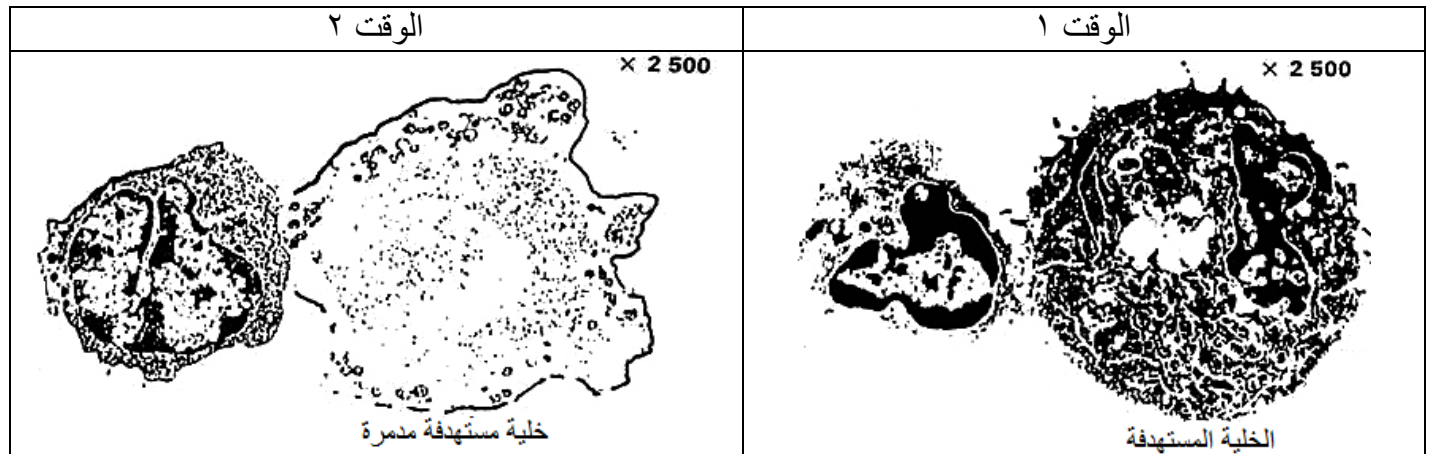 الوقت ١
الوقت ٢
× 2 500
× 2 500
الخلية المستهدفة
خلية مستهدفة مدمرة